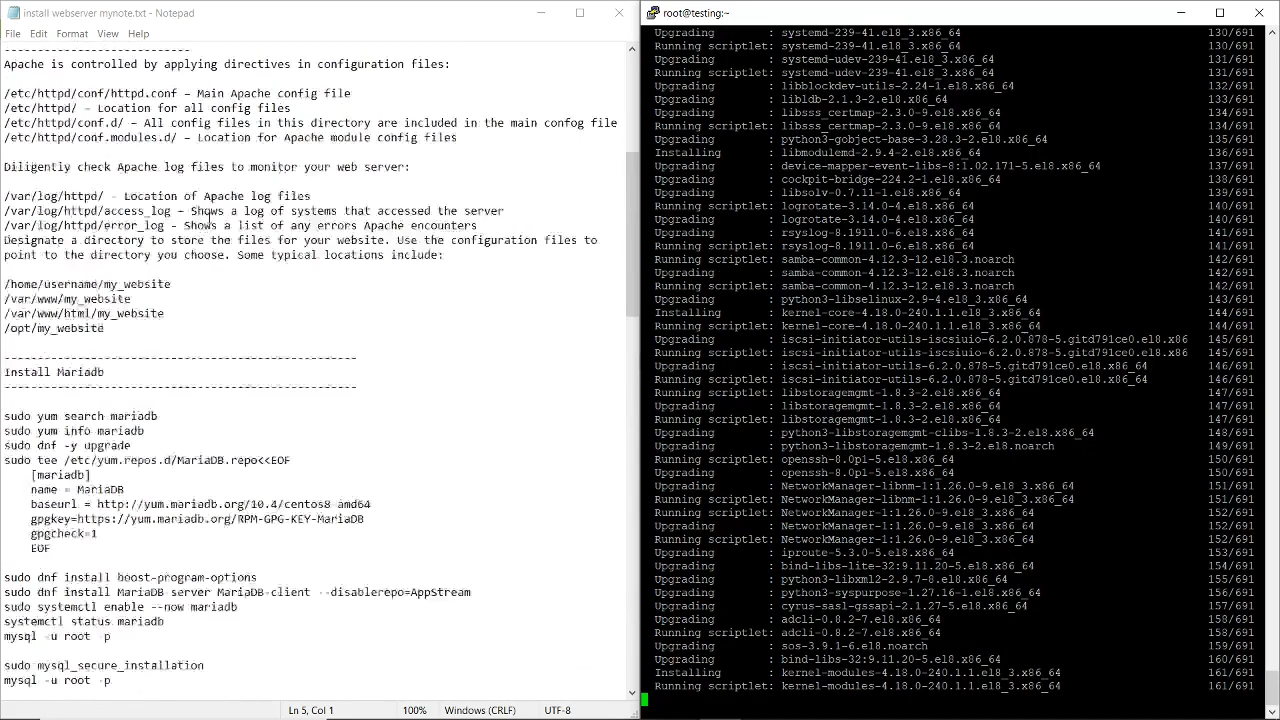 install webserver mynote.txt - Notepad
File Edit Format View Help
--------------------------
Apache is controlled by applying directives in configuration files:
/etc/httpd/conf/httpd.conf – Main Apache config file
/etc/httpd/ – Location for all config files
/etc/httpd/conf.d/ – All config files in this directory are included in the main confog file
/etc/httpd/conf.modules.d/ – Location for Apache module config files
Diligently check these log files to monitor your web server:
/var/log/httpd/ – Location of Apache log files
/var/log/httpd/access_log – Shows a log of systems that accessed the server
/var/log/httpd/error_log – Shows a list of any errors Apache encounters
Designate a directory to store the files for your website. Use the configuration files to
point to the directory you choose. Some typical locations include:
/home/username/my_website
/var/www/my_website
/var/www/html/my_website
/opt/my_website
-------------------------------------------------
Install Mariadb
-------------------------------------------------
sudo yum search mariadb
sudo yum info mariadb
sudo dnf -y upgrade
sudo tee /etc/yum.repos.d/MariaDB.repo<<EOF
[mariadb]
name = MariaDB
baseurl = http://yum.mariadb.org/10.4/centos8-amd64
gpgkey=https://yum.mariadb.org/RPM-GPG-KEY-MariaDB
gpgcheck=1
EOF
sudo dnf install boost-program-options
sudo dnf install MariaDB-server MariaDB-client --disablerepo=AppStream
sudo systemctl enable --now mariadb
systemctl status mariadb
mysql -u root -p
sudo mysql_secure_installation
mysql -u root -p
Ln 5, Col 1 100% Windows (CRLF) UTF-8
root@testing:~
Upgrading : systemd-239-41.el8_3.x86_64 130/691
Running scriptlet: systemd-239-41.el8_3.x86_64 130/691
Upgrading : systemd-udev-239-41.el8_3.x86_64 131/691
Running scriptlet: systemd-udev-239-41.el8_3.x86_64 131/691
Upgrading : libblockdev-utils-2.24-1.el8.x86_64 132/691
Upgrading : libldb-2.1.3-2.el8.x86_64 133/691
Upgrading : libsss_certmap-2.3.0-9.el8.x86_64 134/691
Running scriptlet: libsss_certmap-2.3.0-9.el8.x86_64 134/691
Upgrading : python3-gobject-base-3.28.3-2.el8.x86_64 135/691
Installing : libmodulemd-2.9.4-2.el8.x86_64 136/691
Upgrading : device-mapper-event-libs-8:1.02.171-5.el8.x86_64 137/691
Upgrading : cockpit-bridge-224.2-1.el8.x86_64 138/691
Upgrading : libsolv-0.7.11-1.el8.x86_64 139/691
Running scriptlet: logrotate-3.14.0-4.el8.x86_64 140/691
Upgrading : logrotate-3.14.0-4.el8.x86_64 140/691
Running scriptlet: rsyslog-8.1911.0-6.el8.x86_64 141/691
Upgrading : rsyslog-8.1911.0-6.el8.x86_64 141/691
Running scriptlet: rsyslog-8.1911.0-6.el8.x86_64 141/691
Upgrading : samba-common-4.12.3-12.el8.3.noarch 142/691
Running scriptlet: samba-common-4.12.3-12.el8.3.noarch 142/691
Upgrading : samba-common-4.12.3-12.el8.3.noarch 142/691
Upgrading : python3-libselinux-2.9-4.el8_3.x86_64 143/691
Installing : kernel-core-4.18.0-240.1.1.el8_3.x86_64 144/691
Running scriptlet: kernel-core-4.18.0-240.1.1.el8_3.x86_64 144/691
Upgrading : iscsi-initiator-utils-iscsiuio-6.2.0.878-5.gitd791ce0.el8.x86 145/691
Running scriptlet: iscsi-initiator-utils-iscsiuio-6.2.0.878-5.gitd791ce0.el8.x86 145/691
Upgrading : iscsi-initiator-utils-6.2.0.878-5.gitd791ce0.el8.x86_64 146/691
Running scriptlet: iscsi-initiator-utils-6.2.0.878-5.gitd791ce0.el8.x86_64 146/691
Running scriptlet: libstoragemgmt-1.8.3-2.el8.x86_64 147/691
Upgrading : libstoragemgmt-1.8.3-2.el8.x86_64 147/691
Running scriptlet: libstoragemgmt-1.8.3-2.el8.x86_64 147/691
Upgrading : python3-libstoragemgmt-clibs-1.8.3-2.el8.x86_64 148/691
Upgrading : python3-libstoragemgmt-1.8.3-2.el8.noarch 149/691
Running scriptlet: openssh-8.0p1-5.el8.x86_64 150/691
Upgrading : openssh-8.0p1-5.el8.x86_64 150/691
Upgrading : NetworkManager-libnm-1:1.26.0-9.el8_3.x86_64 151/691
Running scriptlet: NetworkManager-libnm-1:1.26.0-9.el8_3.x86_64 151/691
Running scriptlet: NetworkManager-1:1.26.0-9.el8_3.x86_64 152/691
Upgrading : NetworkManager-1:1.26.0-9.el8_3.x86_64 152/691
Running scriptlet: NetworkManager-1:1.26.0-9.el8_3.x86_64 152/691
Upgrading : iproute-5.3.0-5.el8.x86_64 153/691
Upgrading : bind-libs-lite-32:9.11.20-5.el8.x86_64 154/691
Upgrading : python3-libxml2-2.9.7-8.el8.x86_64 155/691
Upgrading : python3-syspurpose-1.27.16-1.el8.x86_64 156/691
Upgrading : cyrus-sasl-gssapi-2.1.27-5.el8.x86_64 157/691
Upgrading : adcli-0.8.2-7.el8.x86_64 158/691
Running scriptlet: adcli-0.8.2-7.el8.x86_64 158/691
Upgrading : sos-3.9.1-6.el8.noarch 159/691
Upgrading : bind-libs-32:9.11.20-5.el8.x86_64 160/691
Installing : kernel-modules-4.18.0-240.1.1.el8_3.x86_64 161/691
Running scriptlet: kernel-modules-4.18.0-240.1.1.el8_3.x86_64 161/691